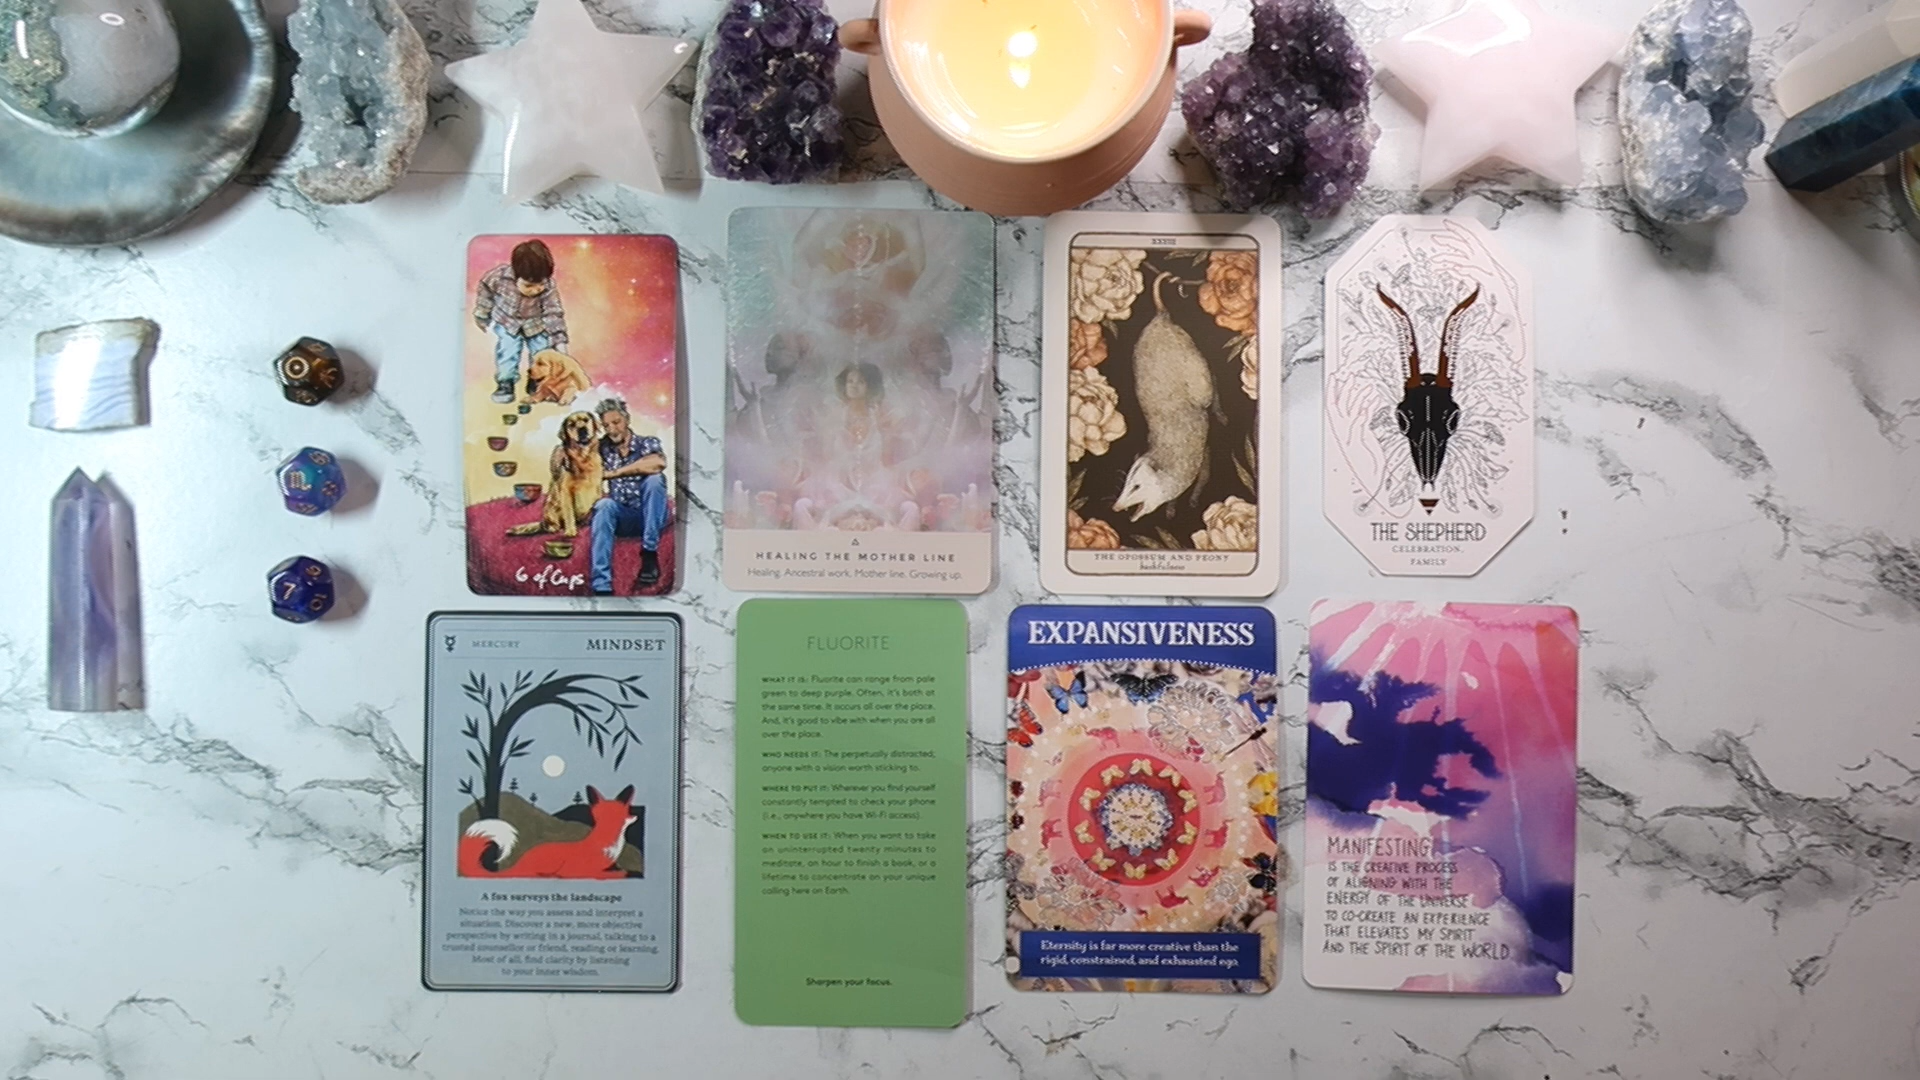 6 of Cups
HEALING THE MOTHER LINE
Healing. Ancestral work. Mother line. Growing up.
XXXIII
THE OPOSSUM AND PEONY
bashfulness
THE SHEPHERD
CELEBRATION.
FAMILY
7
MERCURY
MINDSET
A fox surveys the landscape
Notice the way you assess and interpret a
situation. Discover a new, more objective
perspective by writing in a journal, talking to a
trusted counsellor or friend, reading or learning.
Most of all, find clarity by listening
to your inner wisdom.
FLUORITE
WHAT IT IS: Fluorite can range from pale
green to deep purple. Often, it's both at
the same time. It occurs all over the place.
And, it's good to vibe with when you are all
over the place.
WHO NEEDS IT: The perpetually distracted;
anyone with a vision worth sticking to.
WHERE TO PUT IT: Wherever you find yourself
constantly tempted to check your phone
(i.e., anywhere you have Wi-Fi access).
WHEN TO USE IT: When you want to take
an uninterrupted twenty minutes to
meditate, an hour to finish a book, or a
lifetime to concentrate on your unique
calling here on Earth.
Sharpen your focus.
EXPANSIVENESS
Eternity is far more creative than the
rigid, constrained, and exhausted ego.
MANIFESTING
IS THE CREATIVE PROCESS
OF ALIGNING WITH THE
ENERGY OF THE UNIVERSE
TO CO-CREATE AN EXPERIENCE
THAT ELEVATES MY SPIRIT
AND THE SPIRIT OF THE WORLD.